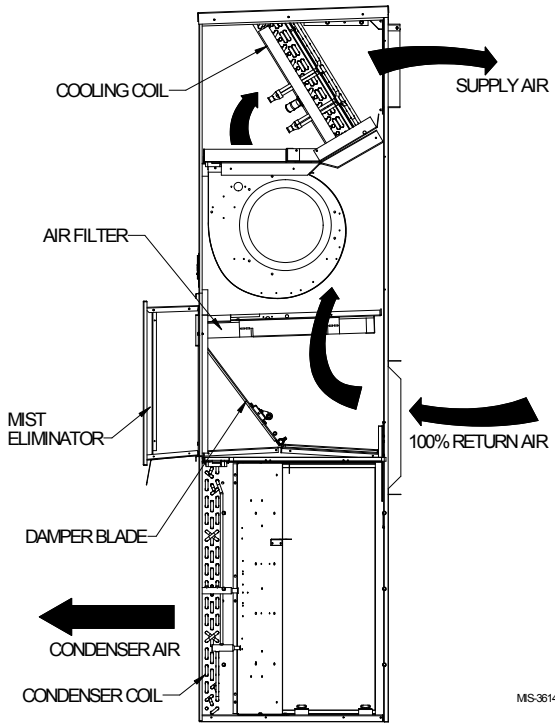 COOLING COIL
SUPPLY AIR
AIR FILTER
MIST
ELIMINATOR
100% RETURN AIR
DAMPER BLADE
CONDENSER AIR
CONDENSER COIL
MIS-3614